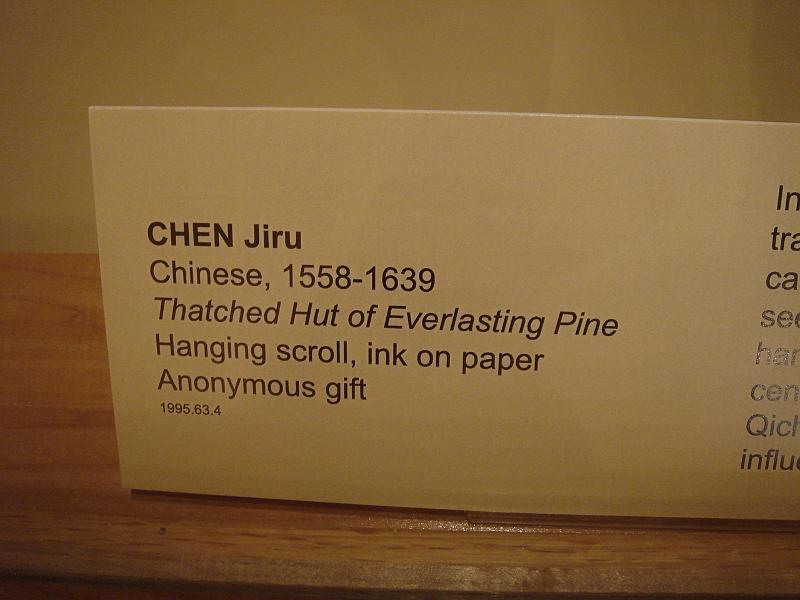 CHEN Jiru
Chinese, 1558-1639
Thatched Hut of Everlasting Pine
Hanging scroll, ink on paper
Anonymous gift
1995.63.4
In